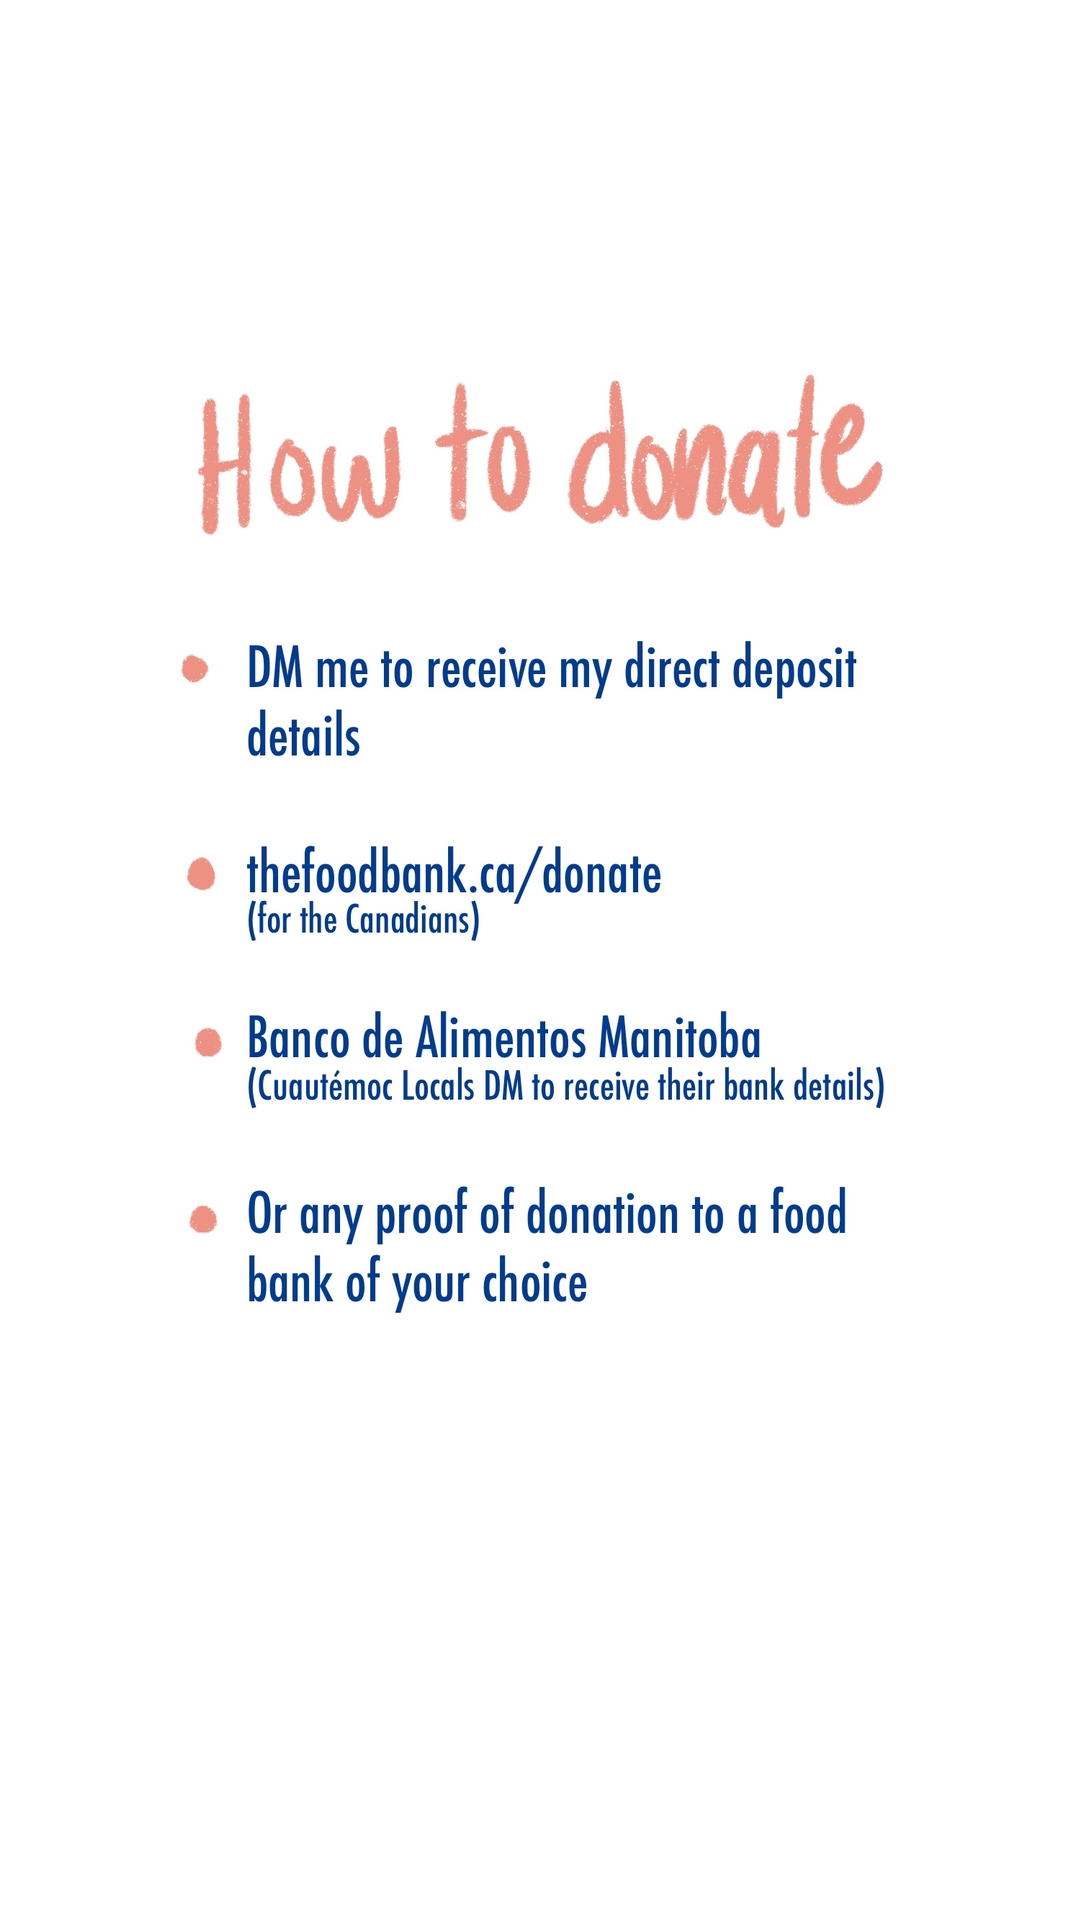 How to donate
DM me to receive my direct deposit
details
thefoodbank.ca/donate
(for the Canadians)
Banco de Alimentos Manitoba
(Cuautémoc Locals DM to receive their bank details)
Or any proof of donation to a food
bank of your choice